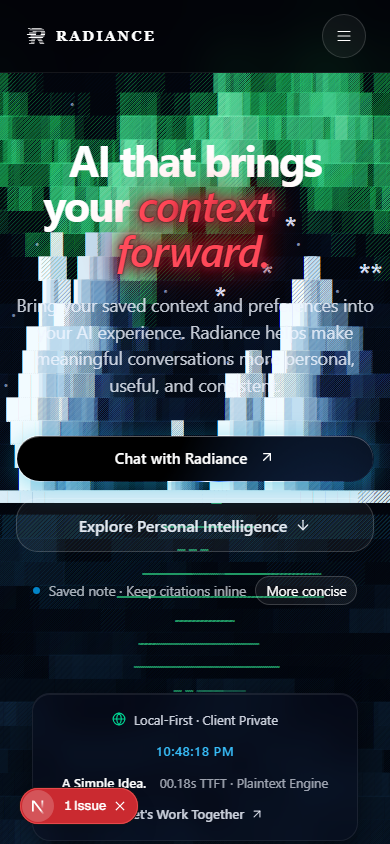 RADIANCE
AI that brings
your context
forward.
Bring your saved context and preferences into
your AI experience. Radiance helps make
meaningful conversations more personal,
useful, and consistent.
Chat with Radiance
Explore Personal Intelligence
Saved note · Keep citations inline More concise
Local-First · Client Private
10:48:18 PM
A Simple Idea. 00.18s TTFT · Plaintext Engine
N 1 Issue
Work Together